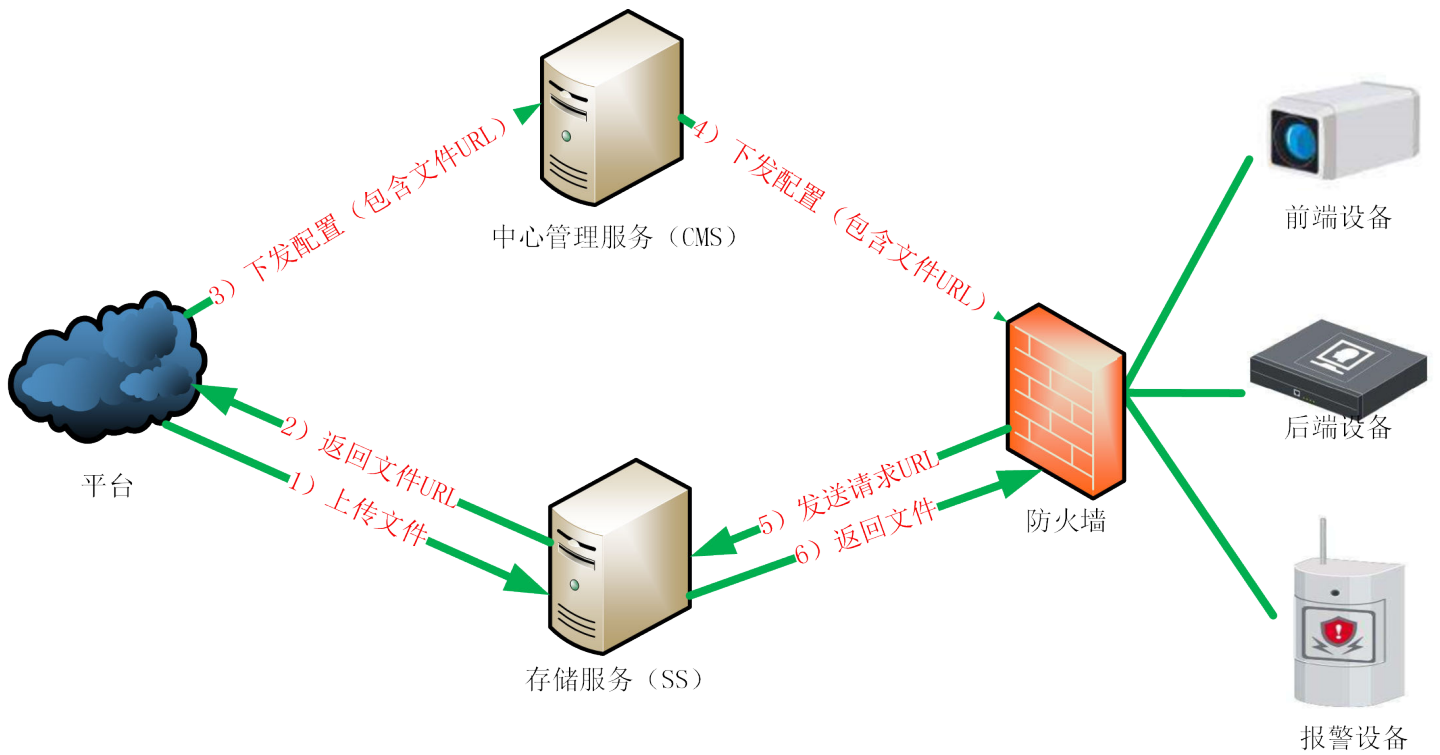 中心管理服务（CMS）
3）下发配置（包含文件URL）
4）下发配置（包含文件URL）
前端设备
平台
2）返回文件URL
1）上传文件
5）发送请求URL
6）返回文件
防火墙
后端设备
存储服务（SS）
报警设备